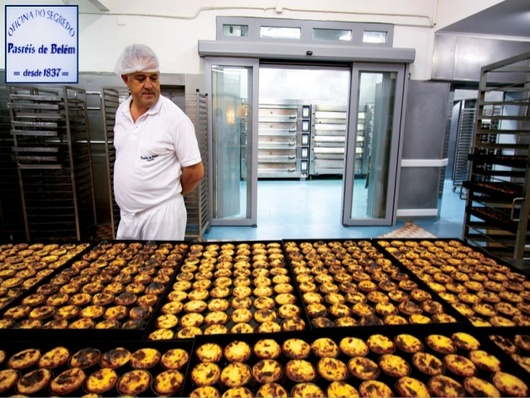 OFICINA DO SEGREDO
Pastéis de Belém
desde 1837